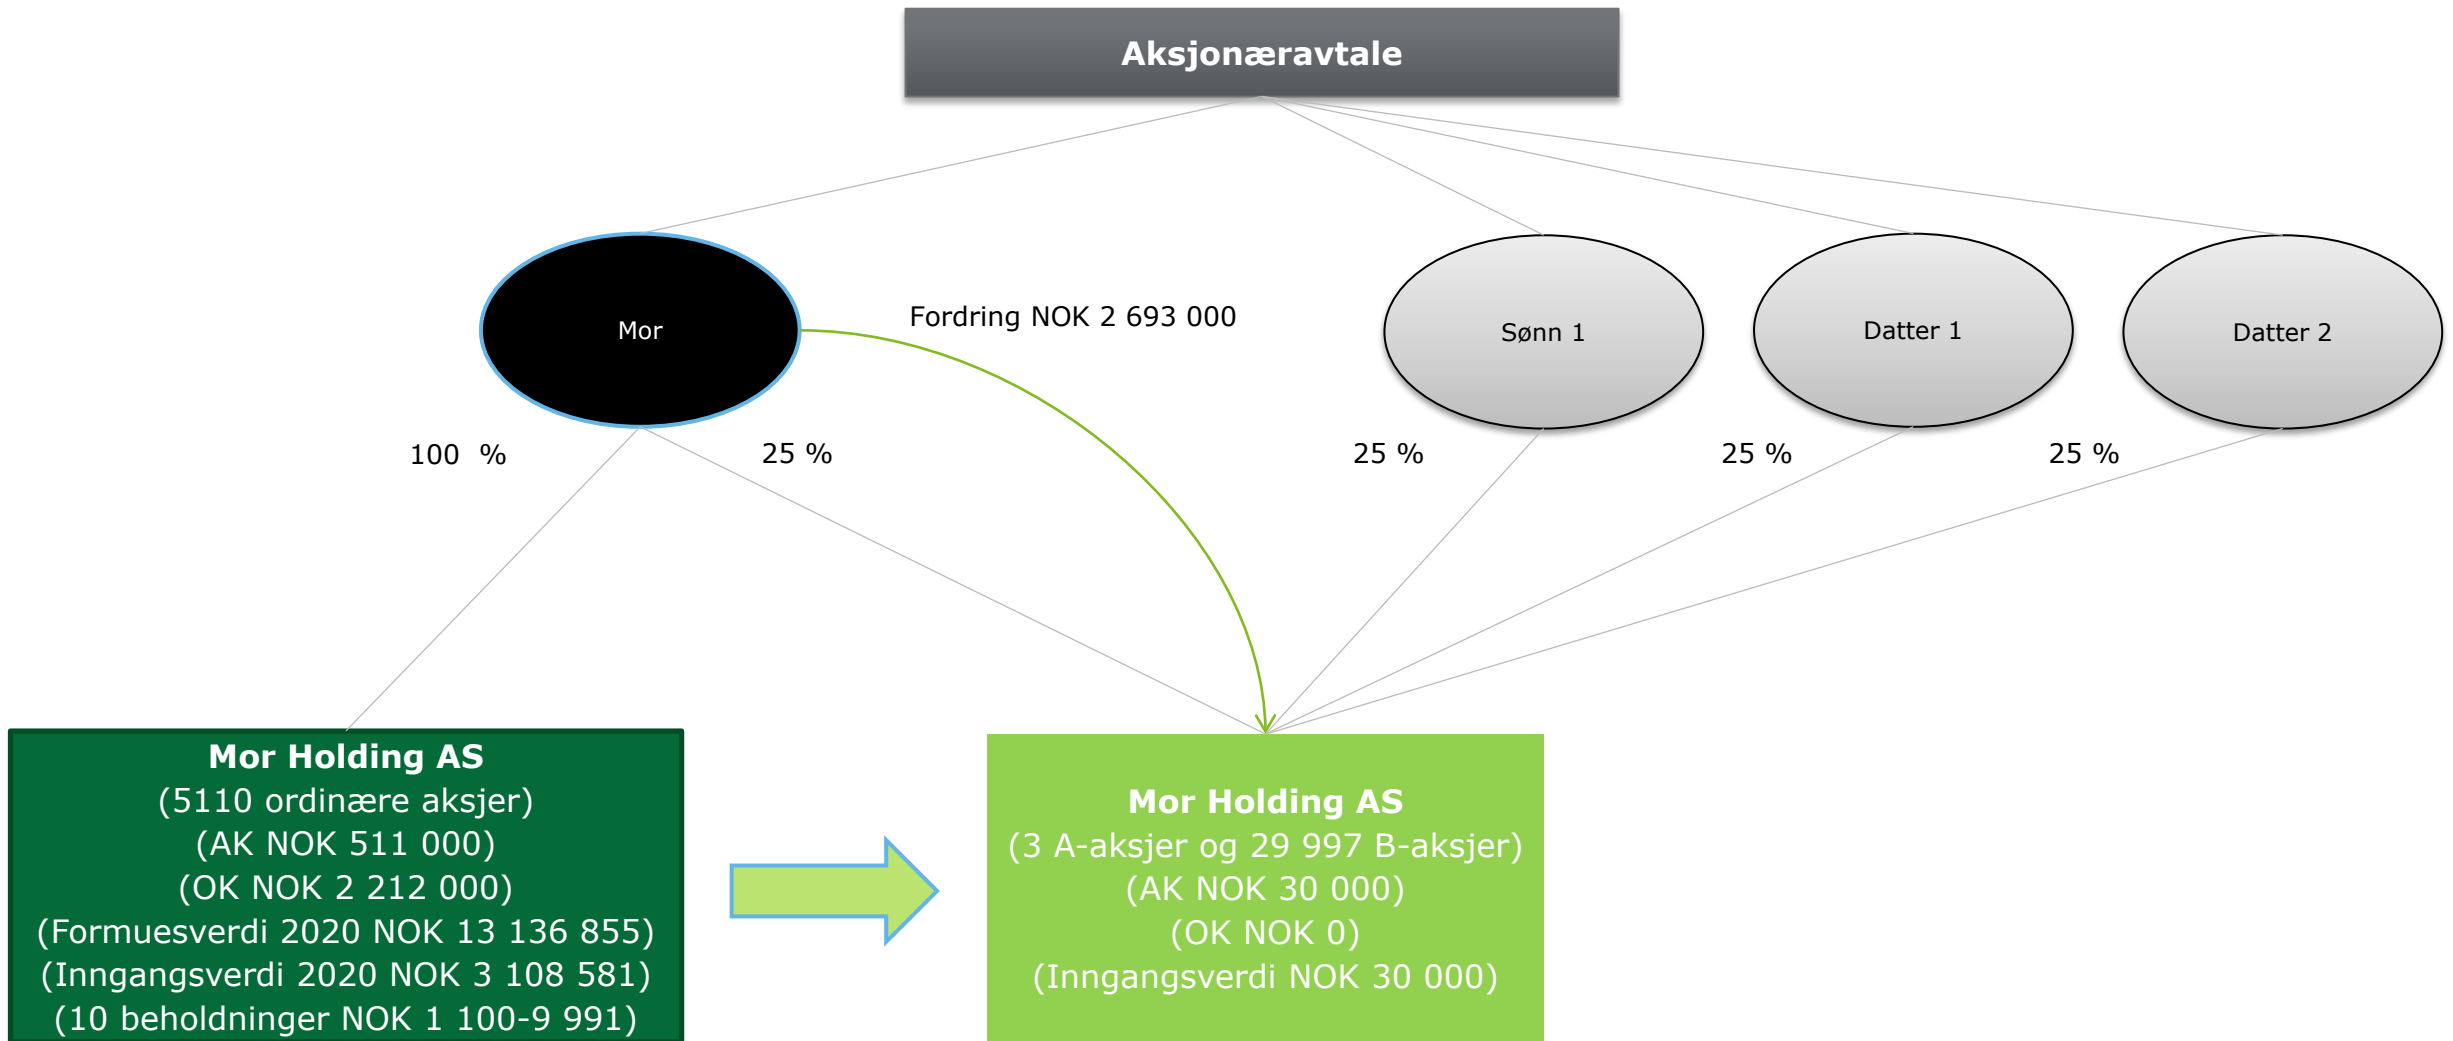 Aksjonæravtale
Mor
Fordring NOK 2 693 000
Sønn 1
Datter 1
Datter 2
100 %
25 %
25 %
25 %
25 %
Mor Holding AS
(5110 ordinære aksjer)
(AK NOK 511 000)
(OK NOK 2 212 000)
(Formuesverdi 2020 NOK 13 136 855)
(Inngangsverdi 2020 NOK 3 108 581)
(10 beholdninger NOK 1 100-9 991)
Mor Holding AS
(3 A-aksjer og 29 997 B-aksjer)
(AK NOK 30 000)
(OK NOK 0)
(Inngangsverdi NOK 30 000)